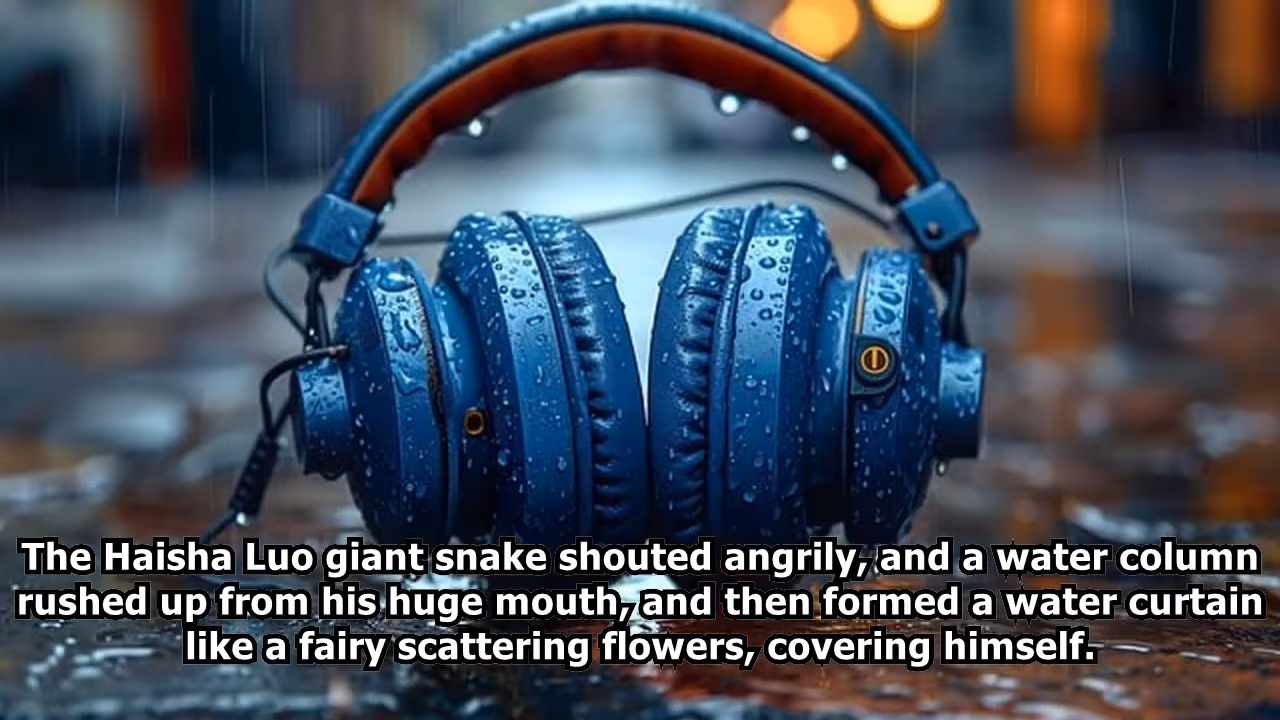 The Haisha Luo giant snake shouted angrily, and a water column
rushed up from his huge mouth, and then formed a water curtain
like a fairy scattering flowers, covering himself.